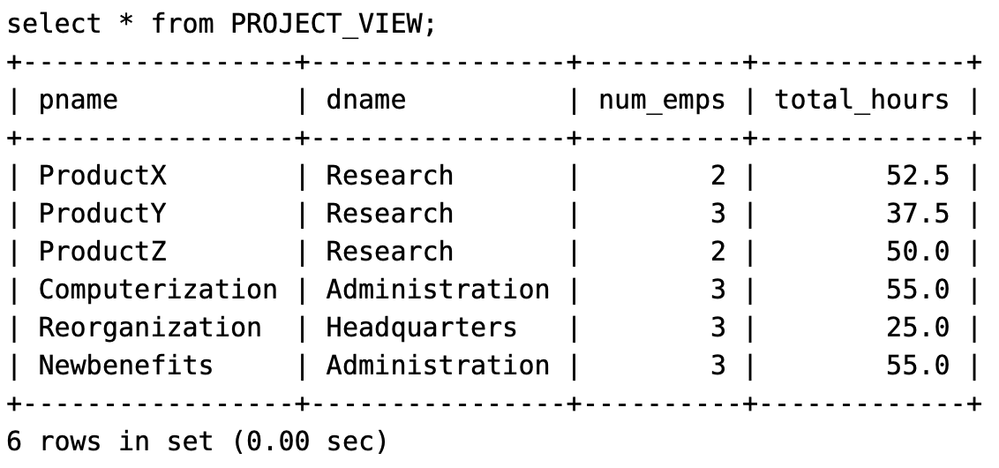 select * from PROJECT_VIEW;
+-----------------+----------------+----------+-------------+
| pname           | dname          | num_emps | total_hours |
+-----------------+----------------+----------+-------------+
| ProductX        | Research       |        2 |        52.5 |
| ProductY        | Research       |        3 |        37.5 |
| ProductZ        | Research       |        2 |        50.0 |
| Computerization | Administration |        3 |        55.0 |
| Reorganization  | Headquarters   |        3 |        25.0 |
| Newbenefits     | Administration |        3 |        55.0 |
+-----------------+----------------+----------+-------------+
6 rows in set (0.00 sec)